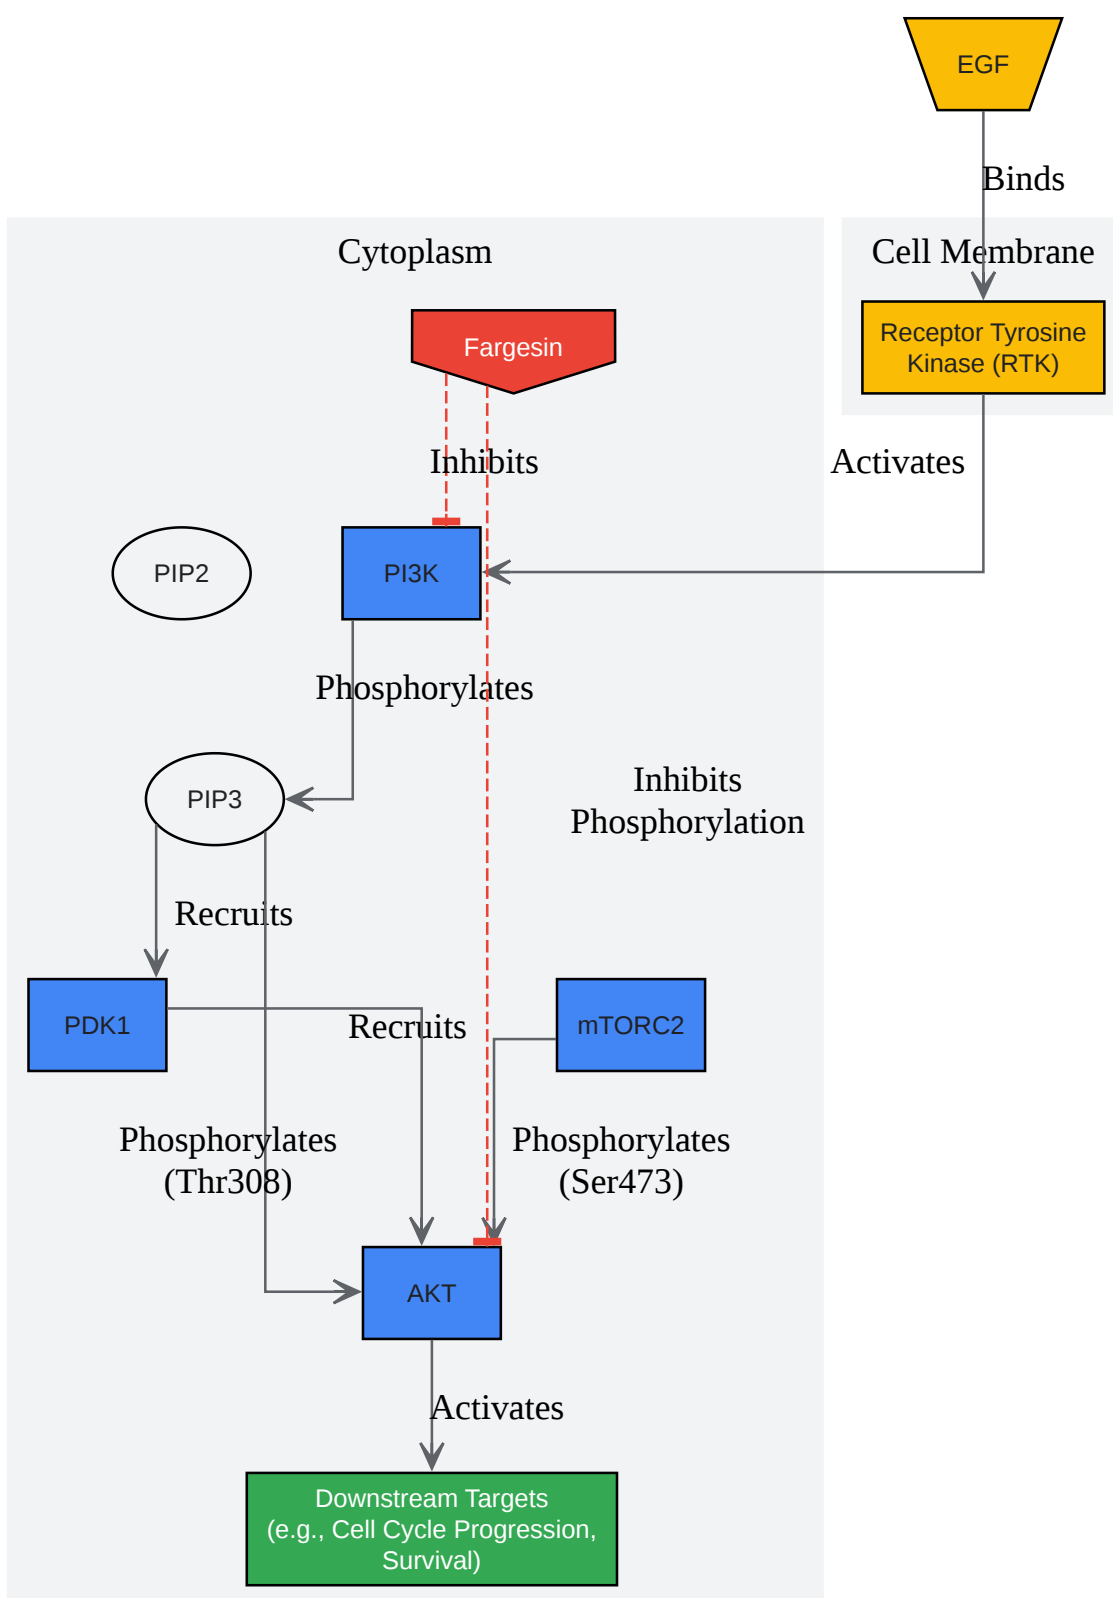 EGF
Binds
Cytoplasm
Cell Membrane
Fargesin
Receptor Tyrosine
Kinase (RTK)
Inhibits
Activates
PIP2
PI3K
Phosphorylates
Inhibits
Phosphorylation
PIP3
Recruits
PDK1
Recruits
mTORC2
Phosphorylates
(Thr308)
Phosphorylates
(Ser473)
AKT
Activates
Downstream Targets
(e.g., Cell Cycle Progression,
Survival)